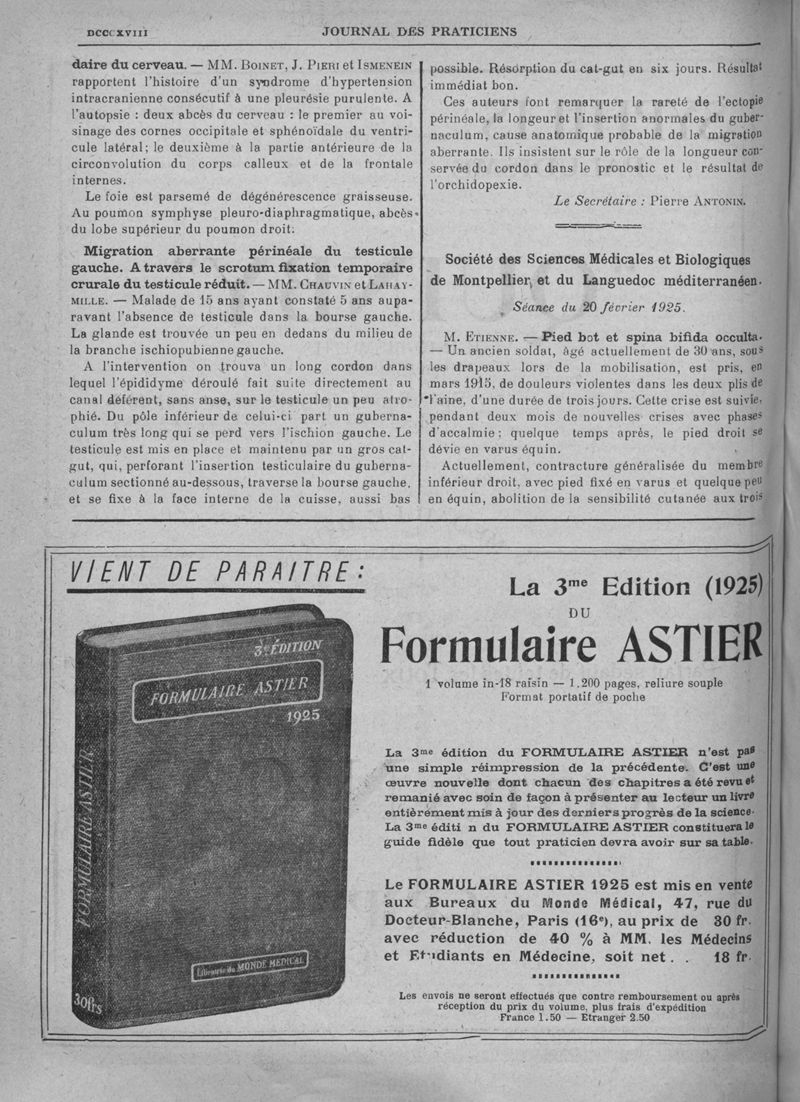 DCCCXVIII
JOURNAL DES PRATICIENS
daire du cerveau. — MM. BOINET, J. PIERI et ISMENEIN
rapportent l'histoire d'un syndrome d'hypertension
intracranienne consécutif à une pleurésie purulente. A
l'autopsie : deux abcès du cerveau : le premier au voi-
sinage des cornes occipitale et sphénoïdale du ventri-
cule latéral; le deuxième à la partie antérieure de la
circonvolution du corps calleux et de la frontale
internes.
Le foie est parsemé de dégénérescence graisseuse.
Au poumon symphyse pleuro-diaphragmatique, abcès
du lobe supérieur du poumon droit.
Migration aberrante périnéale du testicule
gauche. A travers le scrotum fixation temporaire
crurale du testicule réduit. — MM. CHAUVIN et LAHAY-
MILLE. — Malade de 15 ans ayant constaté 5 ans aupa-
ravant l'absence de testicule dans la bourse gauche.
La glande est trouvée un peu en dedans du milieu de
la branche ischiopubienne gauche.
A l'intervention on trouva un long cordon dans
lequel l'épididyme déroulé fait suite directement au
canal déférent, sans anse, sur le testicule un peu atro-
phié. Du pôle inférieur de celui-ci part un guberna-
culum très long qui se perd vers l'ischion gauche. Le
testicule est mis en place et maintenu par un gros cat-
gut, qui, perforant l'insertion testiculaire du guberna-
culum sectionné au-dessous, traverse la bourse gauche,
et se fixe à la face interne de la cuisse, aussi bas
possible. Résorption du cat-gut en six jours. Résultat
immédiat bon.
Ces auteurs font remarquer la rareté de l'ectopie
périnéale, la longeur et l'insertion anormales du guber-
naculum, cause anatomique probable de la migration
aberrante. Ils insistent sur le rôle de la longueur con-
servée du cordon dans le pronostic et le résultat de
l'orchidopexie.
Le Secrétaire : Pierre ANTONIN.
Société des Sciences Médicales et Biologiques
de Montpellier, et du Languedoc méditerranéen.
Séance du 20 février 1925.
M. ETIENNE. — Pied bot et spina bifida occulta.
— Un ancien soldat, âgé actuellement de 30 ans, sous
les drapeaux lors de la mobilisation, est pris, en
mars 1915, de douleurs violentes dans les deux plis de
l'aine, d'une durée de trois jours. Cette crise est suivie,
pendant deux mois de nouvelles crises avec phases
d'accalmie; quelque temps après, le pied droit se
dévie en varus équin.
Actuellement, contracture généralisée du membre
inférieur droit, avec pied fixé en varus et quelque peu
en équin, abolition de la sensibilité cutanée aux trois
VIENT DE PARAITRE :
3e ÉDITION
FORMULAIRE ASTIER
1925
FORMULAIRE ASTIER
Librairie du MONDE MEDICAL
30frs
La 3me Edition (1925)
DU
Formulaire ASTIER
1 volume in-18 raisin — 1.200 pages, reliure souple
Format portatif de poche
La 3me édition du FORMULAIRE ASTIER n'est pas
une simple réimpression de la précédente. C'est une
œuvre nouvelle dont chacun des chapitres a été revu et
remanié avec soin de façon à présenter au lecteur un livre
entièrement mis à jour des derniers progrès de la science.
La 3me éditi n du FORMULAIRE ASTIER constituera le
guide fidèle que tout praticien devra avoir sur sa table.
Le FORMULAIRE ASTIER 1925 est mis en vente
aux Bureaux du Monde Médical, 47, rue du
Docteur-Blanche, Paris (16e), au prix de 30 fr.
avec réduction de 40 % à MM. les Médecins
et Etudiants en Médecine, soit net . . 18 fr.
Les envois ne seront effectués que contre remboursement ou après
réception du prix du volume, plus frais d'expédition
France 1.50 — Etranger 2.50